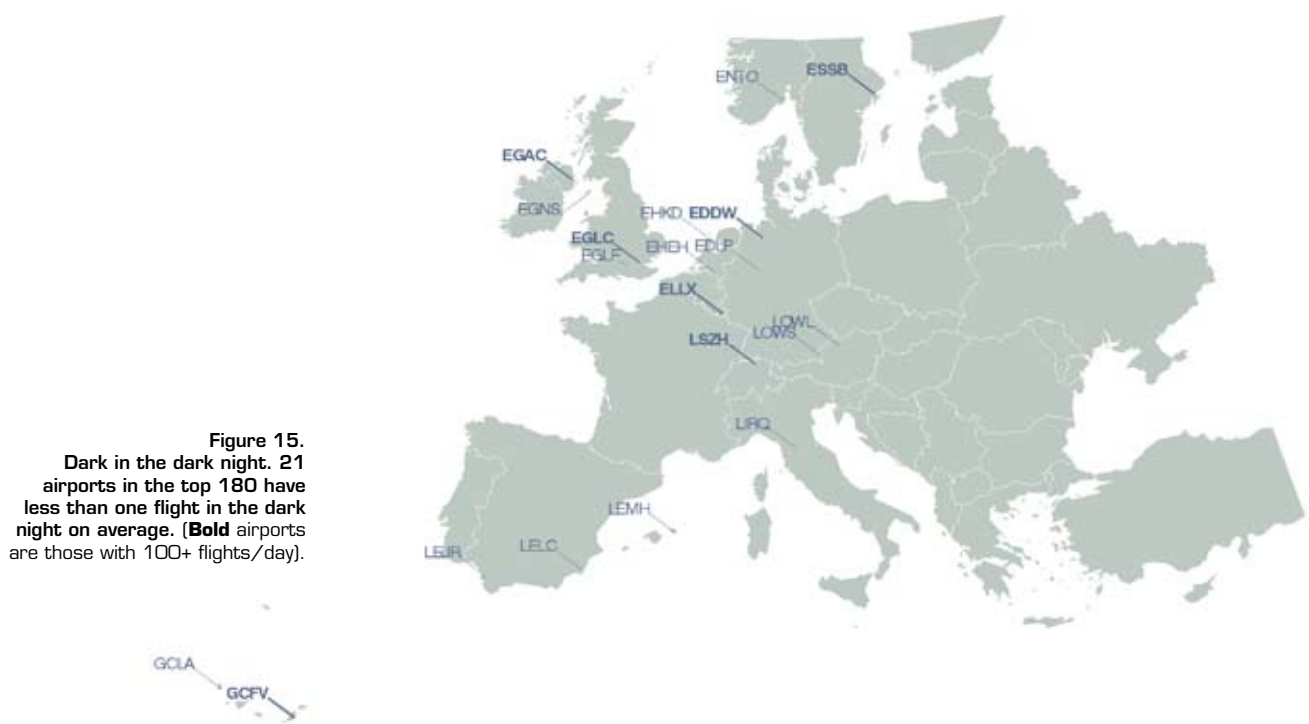 ENTO
ESSB
EGAC
EGNS
EHKD
EDDW
EGLC
EGLF
EHEH
EDLP
ELLX
LOWL
LOWS
LSZH
LIRQ
Figure 15.
Dark in the dark night. 21
airports in the top 180 have
less than one flight in the dark
night on average. (Bold airports
are those with 100+ flights/day).
LEMH
LELC
GCLA
GCFV